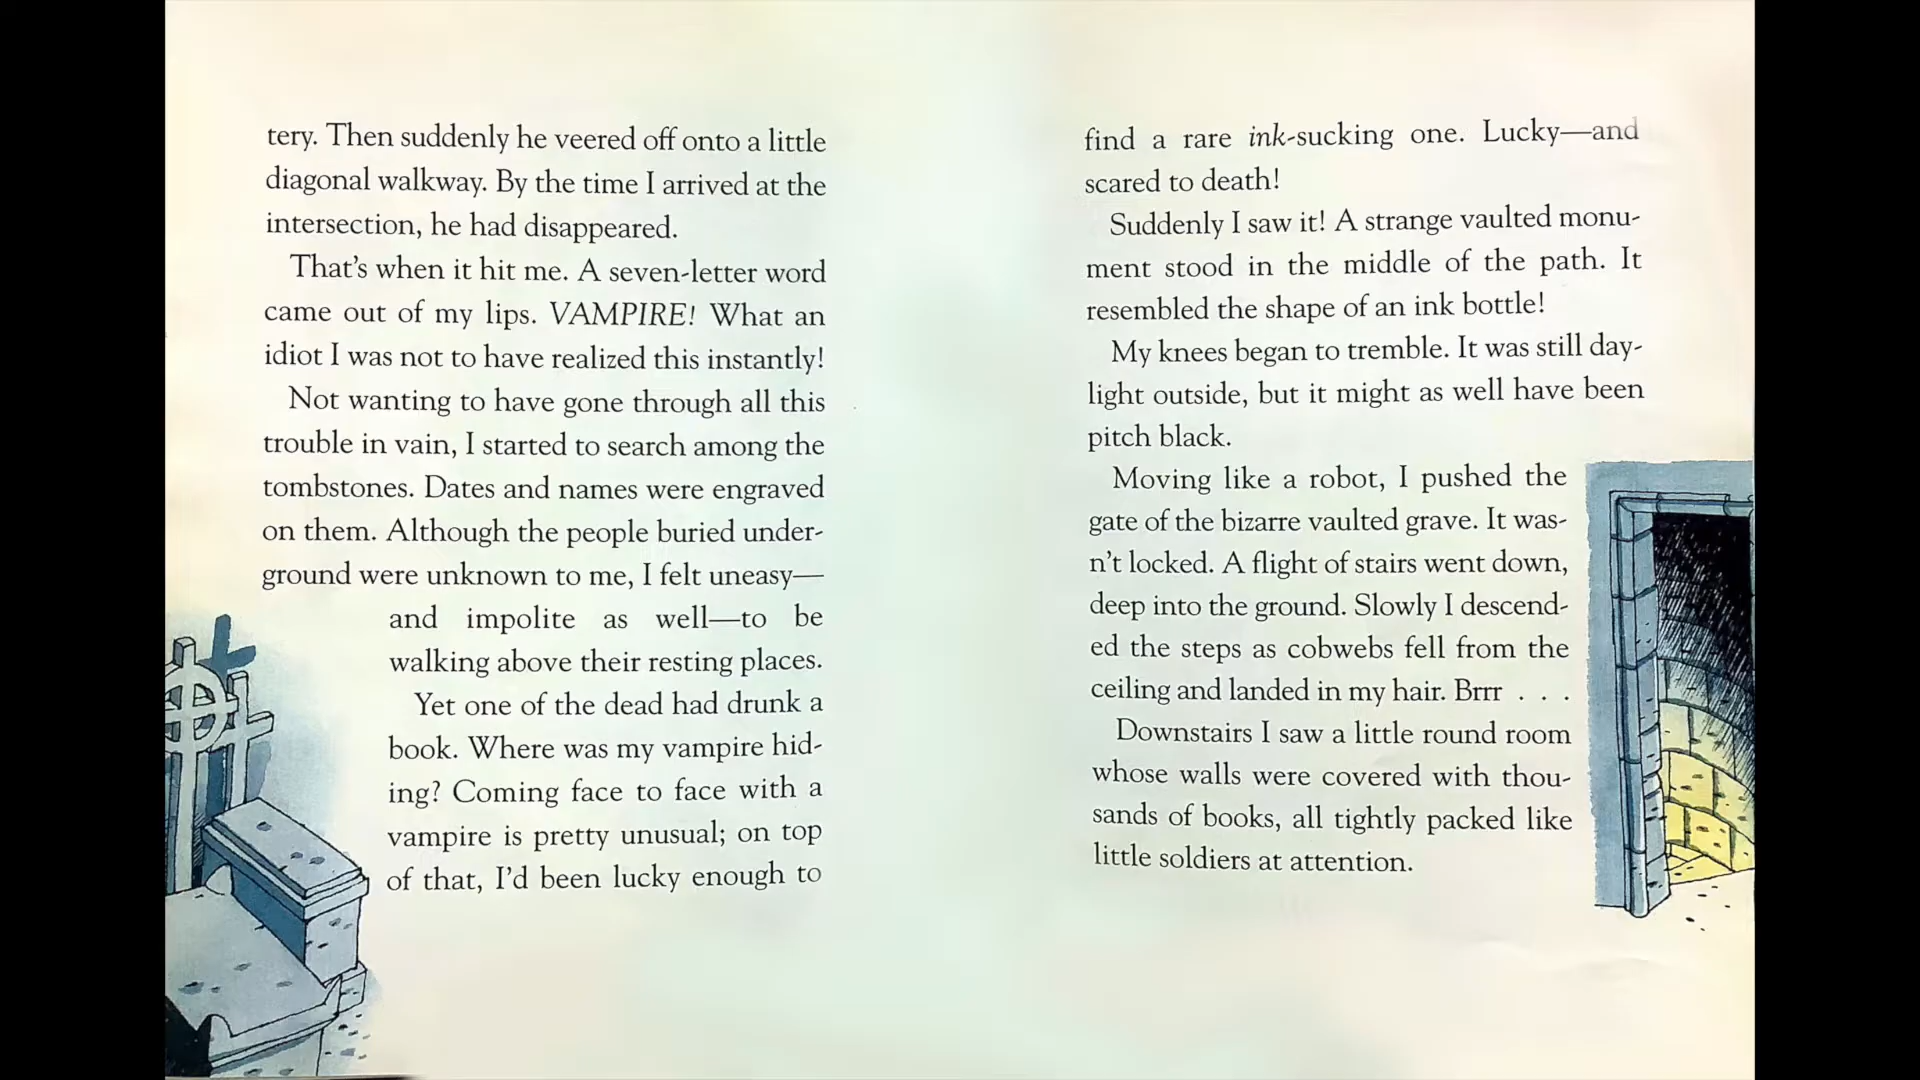 tery. Then suddenly he veered off onto a little
diagonal walkway. By the time I arrived at the
intersection, he had disappeared.
That's when it hit me. A seven-letter word
came out of my lips. VAMPIRE! What an
idiot I was not to have realized this instantly!
Not wanting to have gone through all this
trouble in vain, I started to search among the
tombstones. Dates and names were engraved
on them. Although the people buried under-
ground were unknown to me, I felt uneasy—
and impolite as well—to be
walking above their resting places.
Yet one of the dead had drunk a
book. Where was my vampire hid-
ing? Coming face to face with a
vampire is pretty unusual; on top
of that, I'd been lucky enough to
find a rare ink-sucking one. Lucky—and
scared to death!
Suddenly I saw it! A strange vaulted monu-
ment stood in the middle of the path. It
resembled the shape of an ink bottle!
My knees began to tremble. It was still day-
light outside, but it might as well have been
pitch black.
Moving like a robot, I pushed the
gate of the bizarre vaulted grave. It was-
n't locked. A flight of stairs went down,
deep into the ground. Slowly I descend-
ed the steps as cobwebs fell from the
ceiling and landed in my hair. Brrr . . .
Downstairs I saw a little round room
whose walls were covered with thou-
sands of books, all tightly packed like
little soldiers at attention.